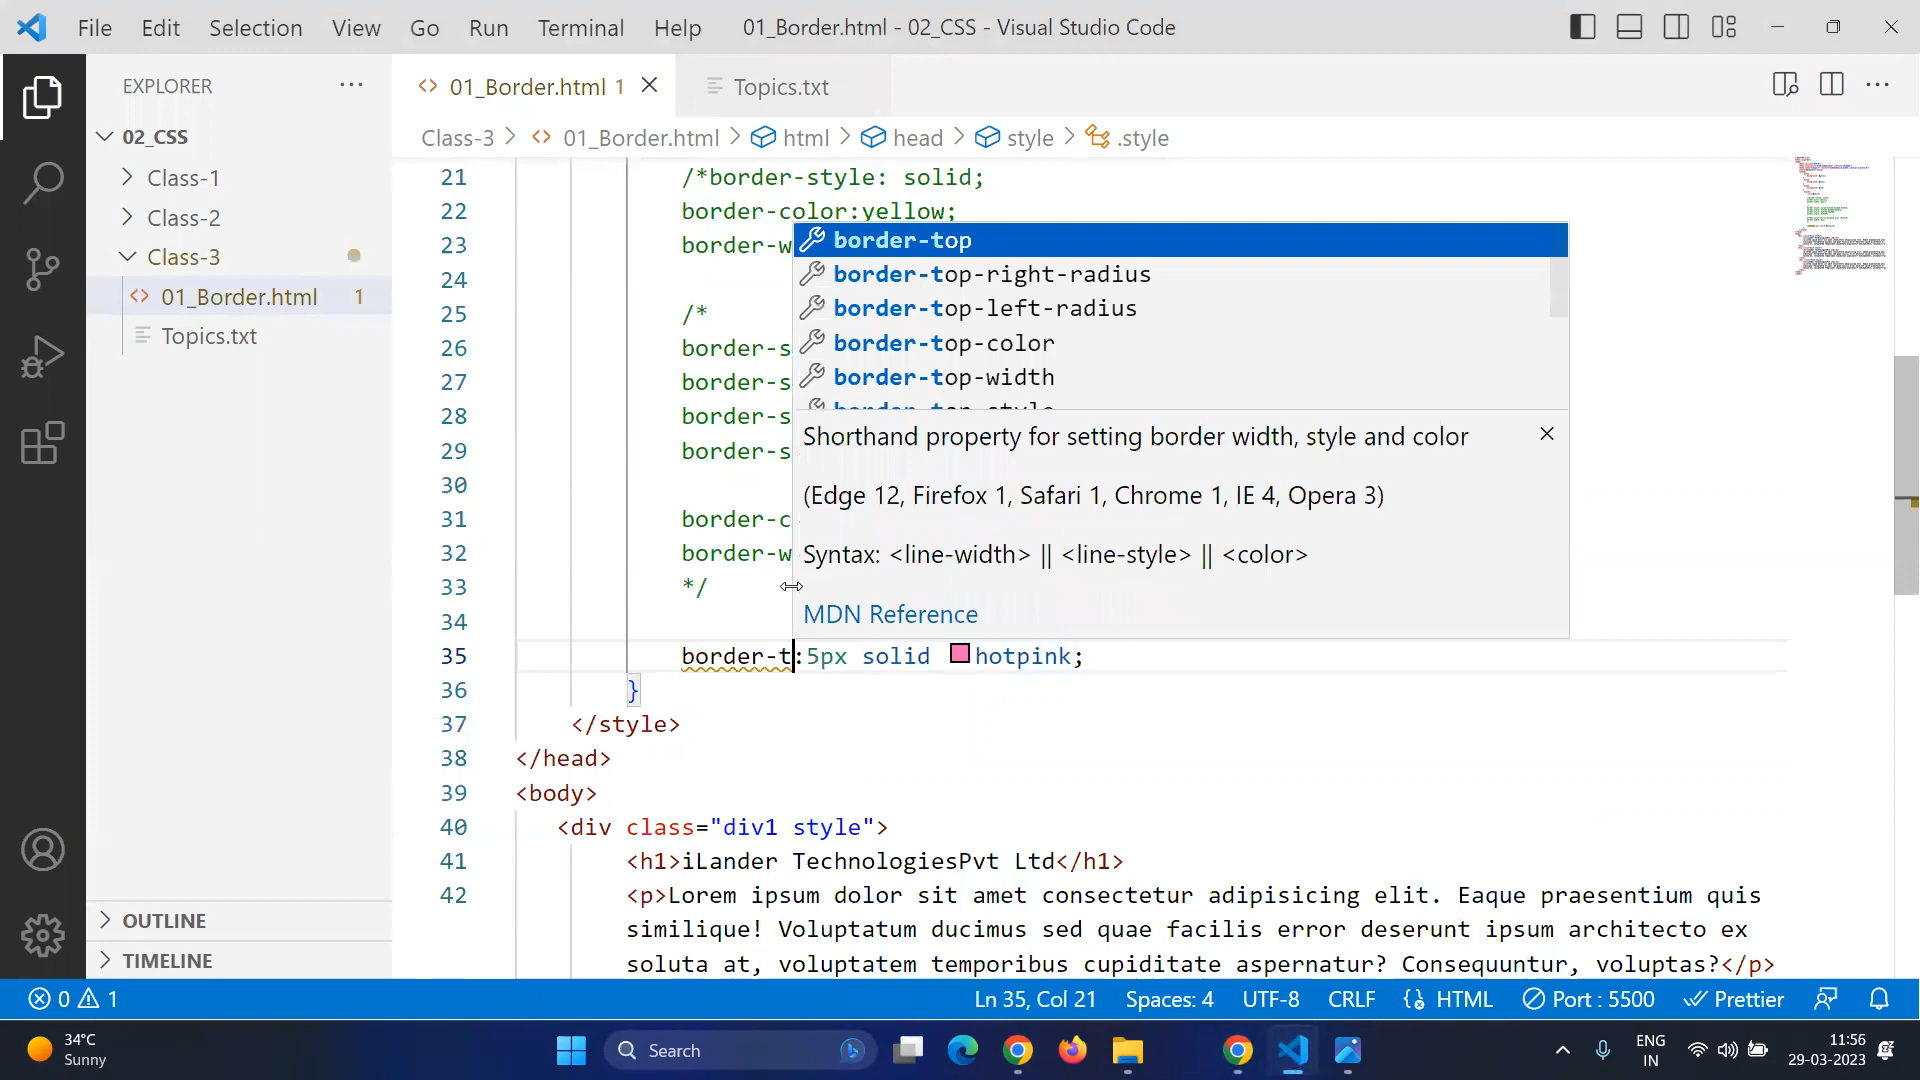 File Edit Selection View Go Run Terminal Help 01_Border.html - 02_CSS - Visual Studio Code
EXPLORER
02_CSS
Class-1
Class-2
Class-3
01_Border.html 1
Topics.txt
OUTLINE
TIMELINE
01_Border.html 1 Topics.txt
Class-3 > 01_Border.html > html > head > style > .style
21 /*border-style: solid;
22 border-color:yellow;
23 border-w
24
25 /*
26 border-s
27 border-s
28 border-s
29 border-s
30
31 border-c
32 border-w
33 */
34
35 border-t:5px solid hotpink;
36 }
37 </style>
38 </head>
39 <body>
40 <div class="div1 style">
41 <h1>iLander TechnologiesPvt Ltd</h1>
42 <p>Lorem ipsum dolor sit amet consectetur adipisicing elit. Eaque praesentium quis
similique! Voluptatum ducimus sed quae facilis error deserunt ipsum architecto ex
soluta at, voluptatem temporibus cupiditate aspernatur? Consequuntur, voluptas?</p>
border-top
border-top-right-radius
border-top-left-radius
border-top-color
border-top-width
border-top-style
Shorthand property for setting border width, style and color
(Edge 12, Firefox 1, Safari 1, Chrome 1, IE 4, Opera 3)
Syntax: <line-width> || <line-style> || <color>
MDN Reference
0 1 Ln 35, Col 21 Spaces: 4 UTF-8 CRLF HTML Port : 5500 Prettier
34°C
Sunny
Search
ENG
IN
11:56
29-03-2023